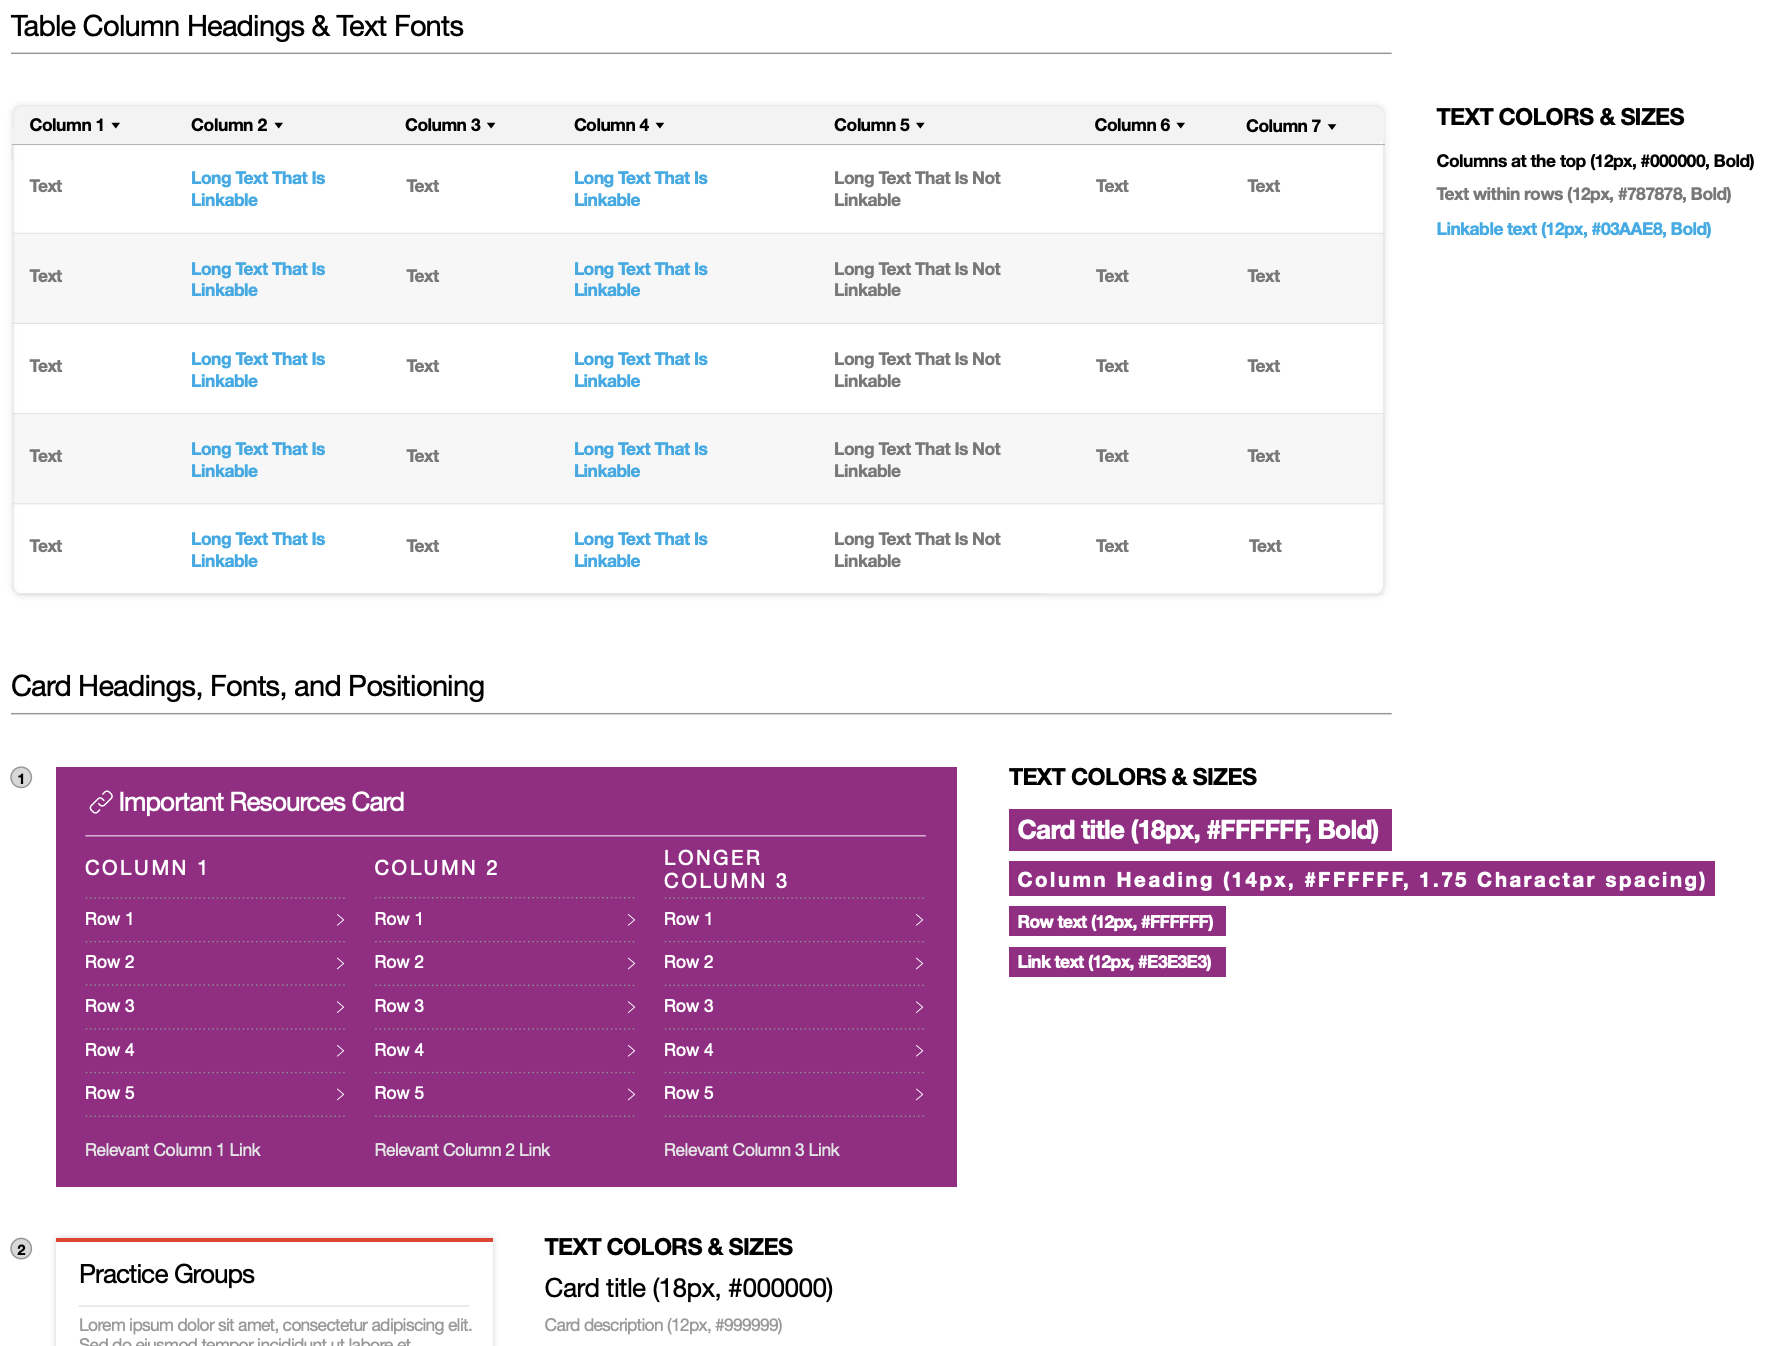 Table Column Headings & Text Fonts
Column 1 Column 2 Column 3 Column 4 Column 5 Column 6 Column 7
Text Long Text That Is Linkable Text Long Text That Is Linkable Long Text That Is Not Linkable Text Text
Text Long Text That Is Linkable Text Long Text That Is Linkable Long Text That Is Not Linkable Text Text
Text Long Text That Is Linkable Text Long Text That Is Linkable Long Text That Is Not Linkable Text Text
Text Long Text That Is Linkable Text Long Text That Is Linkable Long Text That Is Not Linkable Text Text
Text Long Text That Is Linkable Text Long Text That Is Linkable Long Text That Is Not Linkable Text Text
TEXT COLORS & SIZES
Columns at the top (12px, #000000, Bold)
Text within rows (12px, #787878, Bold)
Linkable text (12px, #03AAE8, Bold)
Card Headings, Fonts, and Positioning
1
Important Resources Card
COLUMN 1
Row 1
Row 2
Row 3
Row 4
Row 5
Relevant Column 1 Link
COLUMN 2
Row 1
Row 2
Row 3
Row 4
Row 5
Relevant Column 2 Link
LONGER
COLUMN 3
Row 1
Row 2
Row 3
Row 4
Row 5
Relevant Column 3 Link
TEXT COLORS & SIZES
Card title (18px, #FFFFFF, Bold)
Column Heading (14px, #FFFFFF, 1.75 Charactar spacing)
Row text (12px, #FFFFFF)
Link text (12px, #E3E3E3)
2
Practice Groups
Lorem ipsum dolor sit amet, consectetur adipiscing elit.
Sed do eiusmod tempor incididunt ut labore et
TEXT COLORS & SIZES
Card title (18px, #000000)
Card description (12px, #999999)